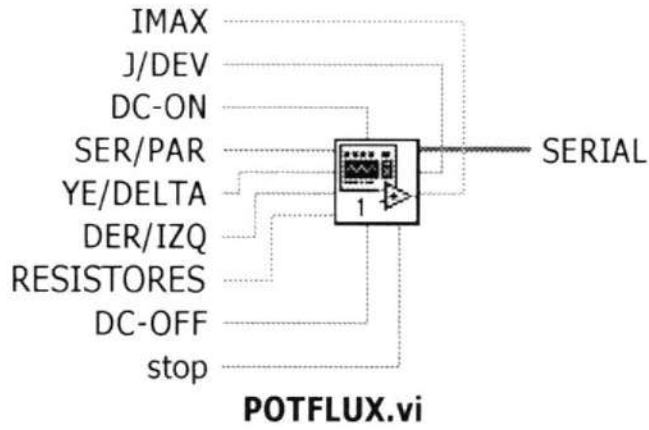 IMAX
J/DEV
DC-ON
SER/PAR
SERIAL
YE/DELTA
DER/IZQ
1
RESISTORES
DC-OFF
stop
POTFLUX.vi